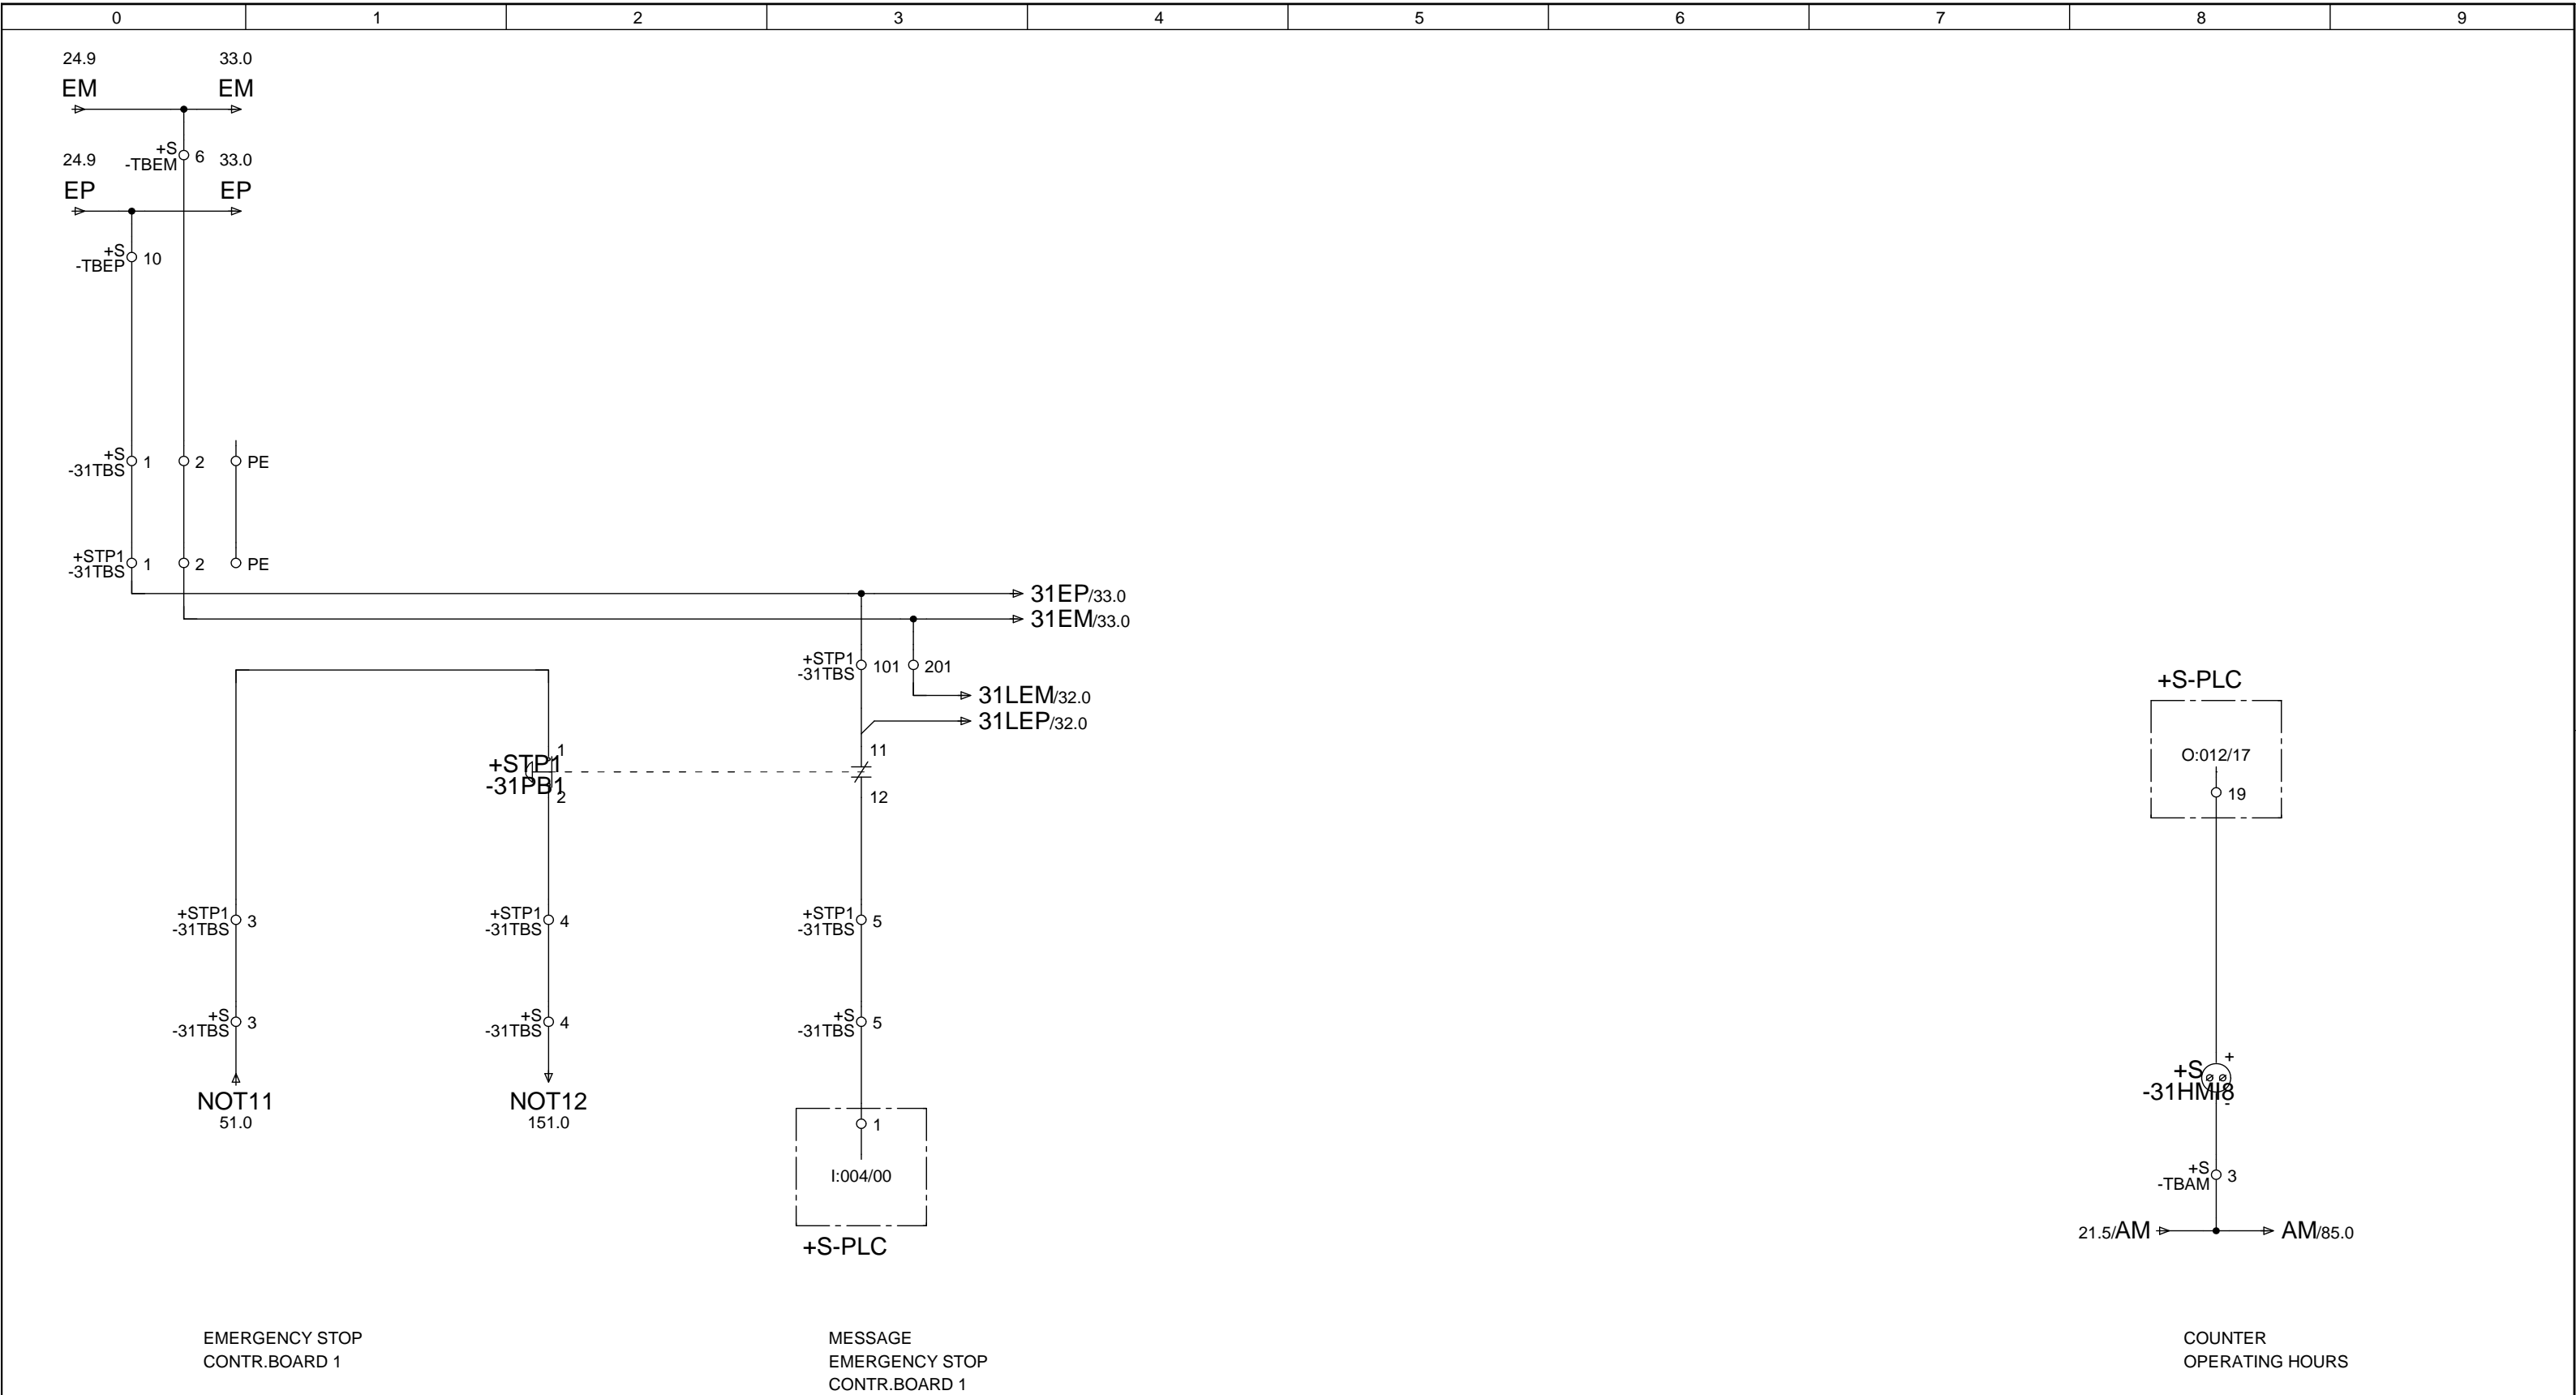 0 1 2 3 4 5 6 7 8 9
24.9 33.0
EM EM
+S
-TBEM 6
24.9 33.0
EP EP
+S
-TBEP 10
+S
-31TBS 1 2 PE
+STP1
-31TBS 1 2 PE
31EP/33.0
31EM/33.0
+STP1
-31TBS 101 201
31LEM/32.0
31LEP/32.0
1
+STP1
-31PB1
2
11
12
+STP1
-31TBS 3
+STP1
-31TBS 4
+STP1
-31TBS 5
+S
-31TBS 3
+S
-31TBS 4
+S
-31TBS 5
NOT11
51.0
NOT12
151.0
1
I:004/00
+S-PLC
+S-PLC
O:012/17
19
+
+S
-31HMI8
-
+S
-TBAM 3
21.5/AM AM/85.0
EMERGENCY STOP
CONTR.BOARD 1
MESSAGE
EMERGENCY STOP
CONTR.BOARD 1
COUNTER
OPERATING HOURS